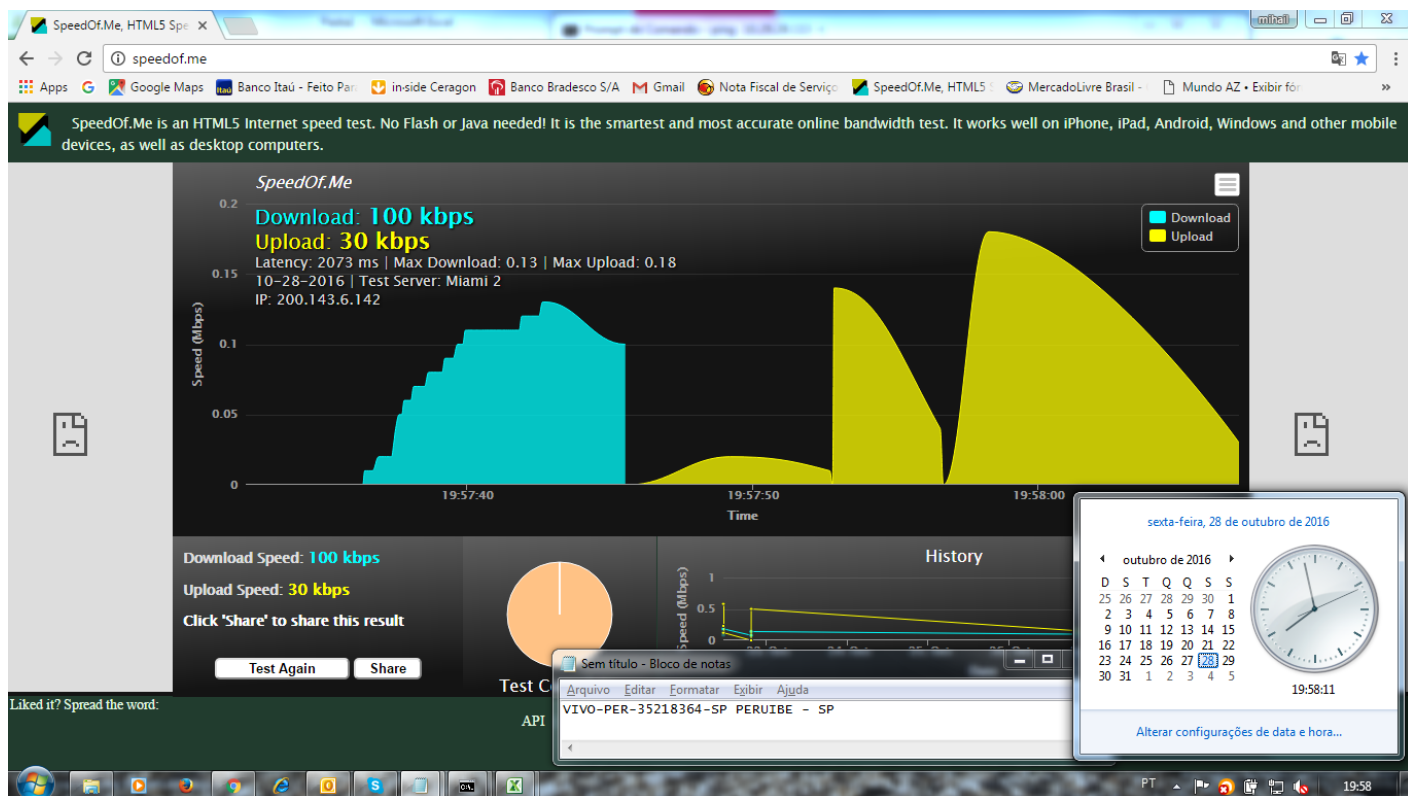 SpeedOf.Me, HTML5 Spe
mihail
speedof.me
Apps Google Maps Banco Itaú - Feito Par in-side Ceragon Banco Bradesco S/A Gmail Nota Fiscal de Serviço SpeedOf.Me, HTML5 S MercadoLivre Brasil - Mundo AZ • Exibir fór »
SpeedOf.Me is an HTML5 Internet speed test. No Flash or Java needed! It is the smartest and most accurate online bandwidth test. It works well on iPhone, iPad, Android, Windows and other mobile
devices, as well as desktop computers.
SpeedOf.Me
Download: 100 kbps
Upload: 30 kbps
Latency: 2073 ms | Max Download: 0.13 | Max Upload: 0.18
10-28-2016 | Test Server: Miami 2
IP: 200.143.6.142
Download
Upload
0.2
0.15
0.1
0.05
0
Speed (Mbps)
19:57:40 19:57:50 19:58:00
Time
Download Speed: 100 kbps
Upload Speed: 30 kbps
Click 'Share' to share this result
Test Again Share
Test C
History
Speed (Mbps)
1
0.5
0
Liked it? Spread the word:
API
Sem título - Bloco de notas
Arquivo Editar Formatar Exibir Ajuda
VIVO-PER-35218364-SP PERUIBE - SP
sexta-feira, 28 de outubro de 2016
outubro de 2016
D S T Q Q S S
25 26 27 28 29 30 1
2 3 4 5 6 7 8
9 10 11 12 13 14 15
16 17 18 19 20 21 22
23 24 25 26 27 28 29
30 31 1 2 3 4 5
19:58:11
Alterar configurações de data e hora...
PT 19:58